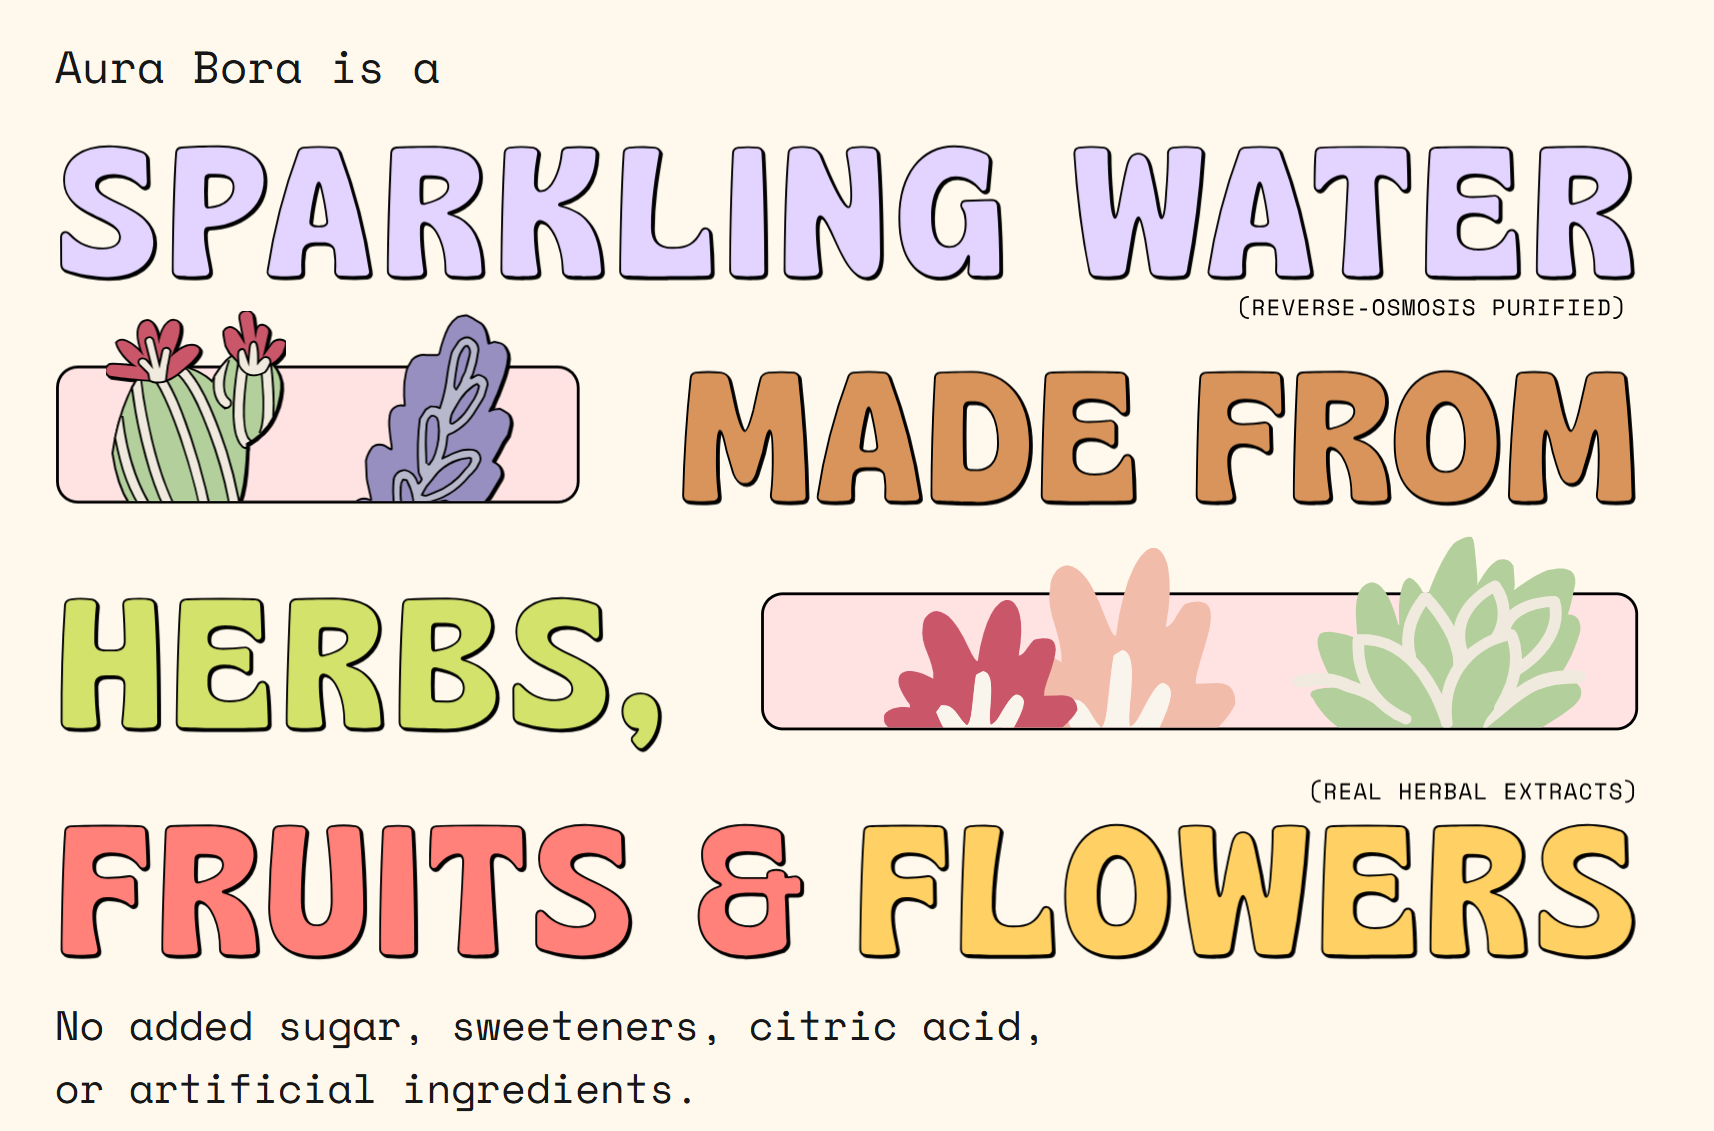 Aura Bora is a
SPARKLING WATER
(REVERSE-OSMOSIS PURIFIED)
MADE FROM
HERBS,
(REAL HERBAL EXTRACTS)
FRUITS & FLOWERS
No added sugar, sweeteners, citric acid,
or artificial ingredients.